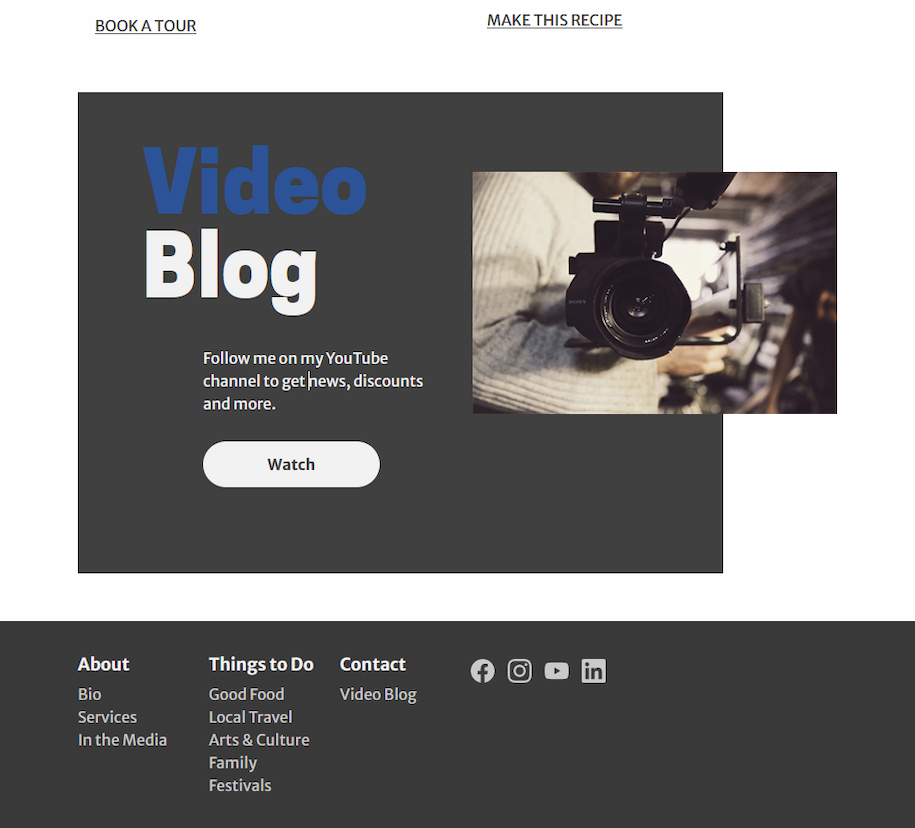 BOOK A TOUR
MAKE THIS RECIPE
Video
Blog
Follow me on my YouTube
channel to get news, discounts
and more.
Watch
SONY
About
Bio
Services
In the Media
Things to Do
Good Food
Local Travel
Arts & Culture
Family
Festivals
Contact
Video Blog